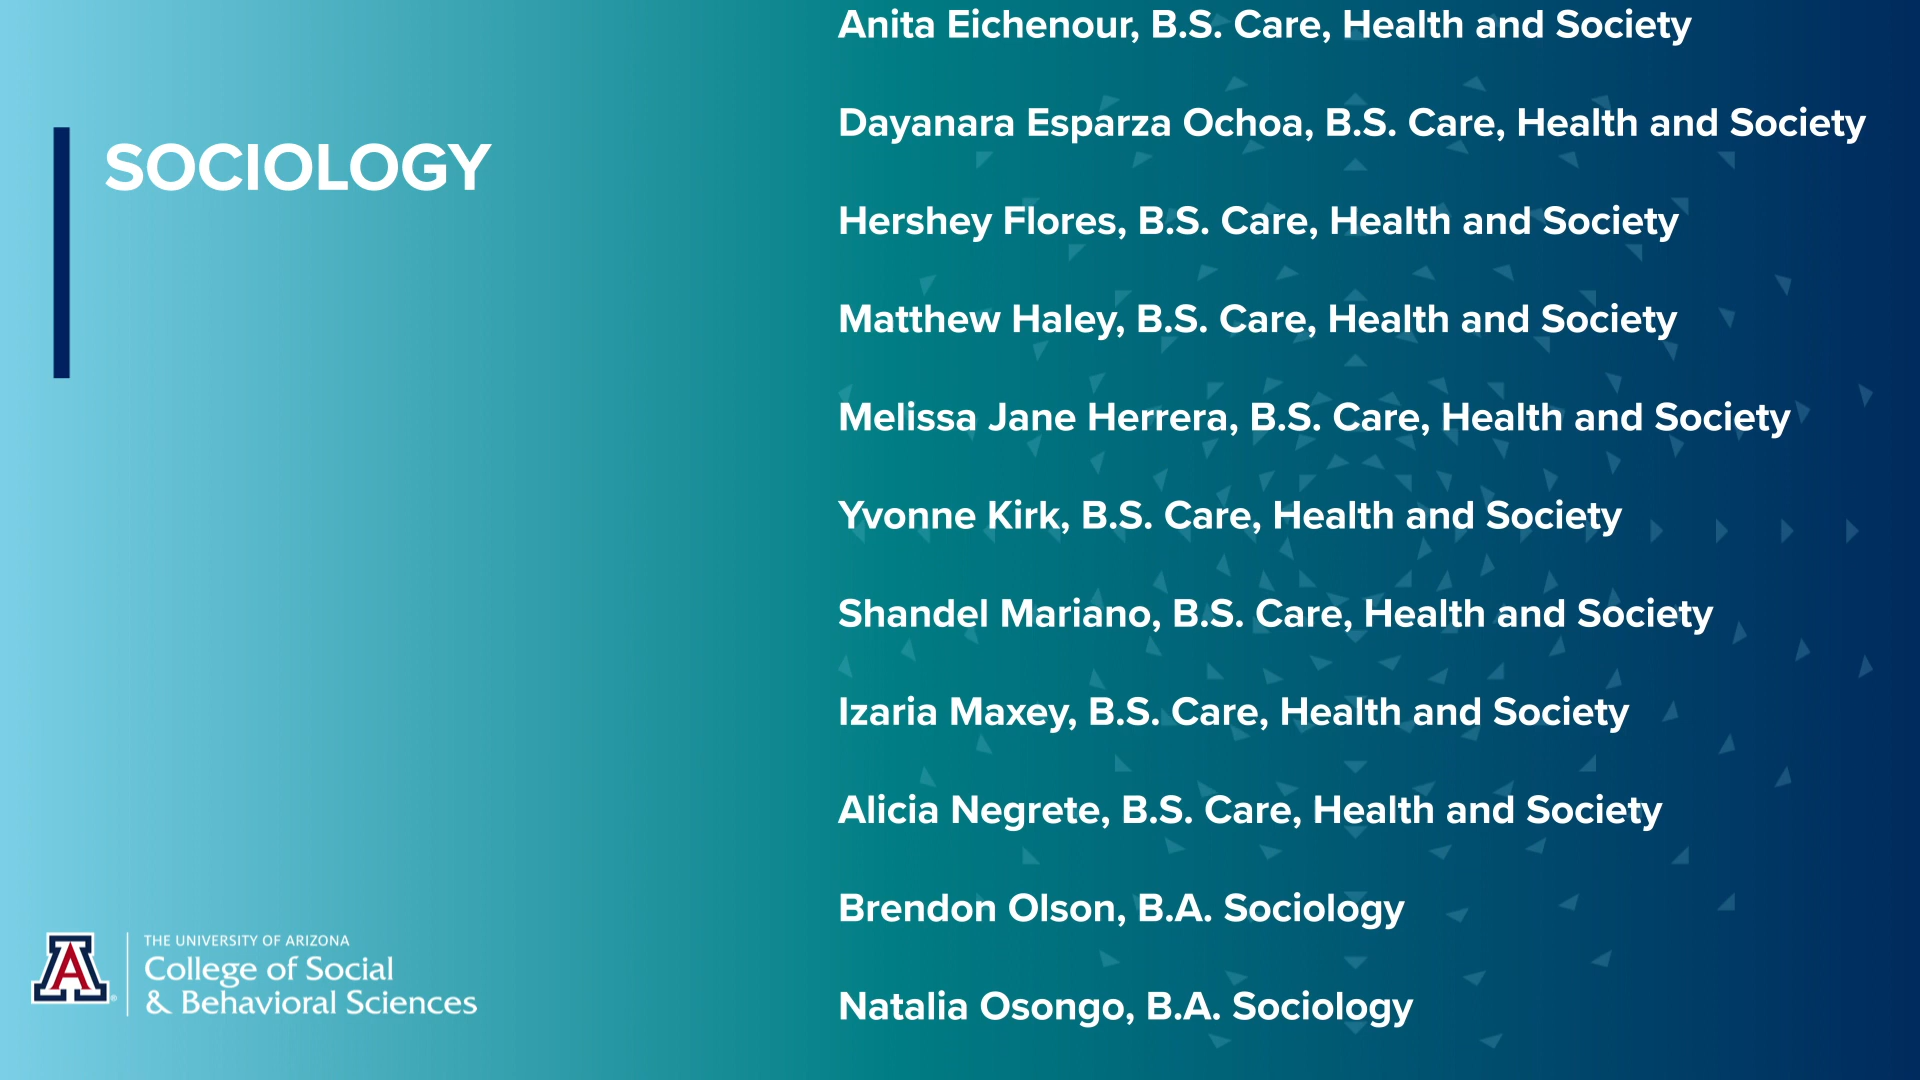 SOCIOLOGY
Anita Eichenour, B.S. Care, Health and Society
Dayanara Esparza Ochoa, B.S. Care, Health and Society
Hershey Flores, B.S. Care, Health and Society
Matthew Haley, B.S. Care, Health and Society
Melissa Jane Herrera, B.S. Care, Health and Society
Yvonne Kirk, B.S. Care, Health and Society
Shandel Mariano, B.S. Care, Health and Society
Izaria Maxey, B.S. Care, Health and Society
Alicia Negrete, B.S. Care, Health and Society
Brendon Olson, B.A. Sociology
Natalia Osongo, B.A. Sociology
A
THE UNIVERSITY OF ARIZONA
College of Social
& Behavioral Sciences